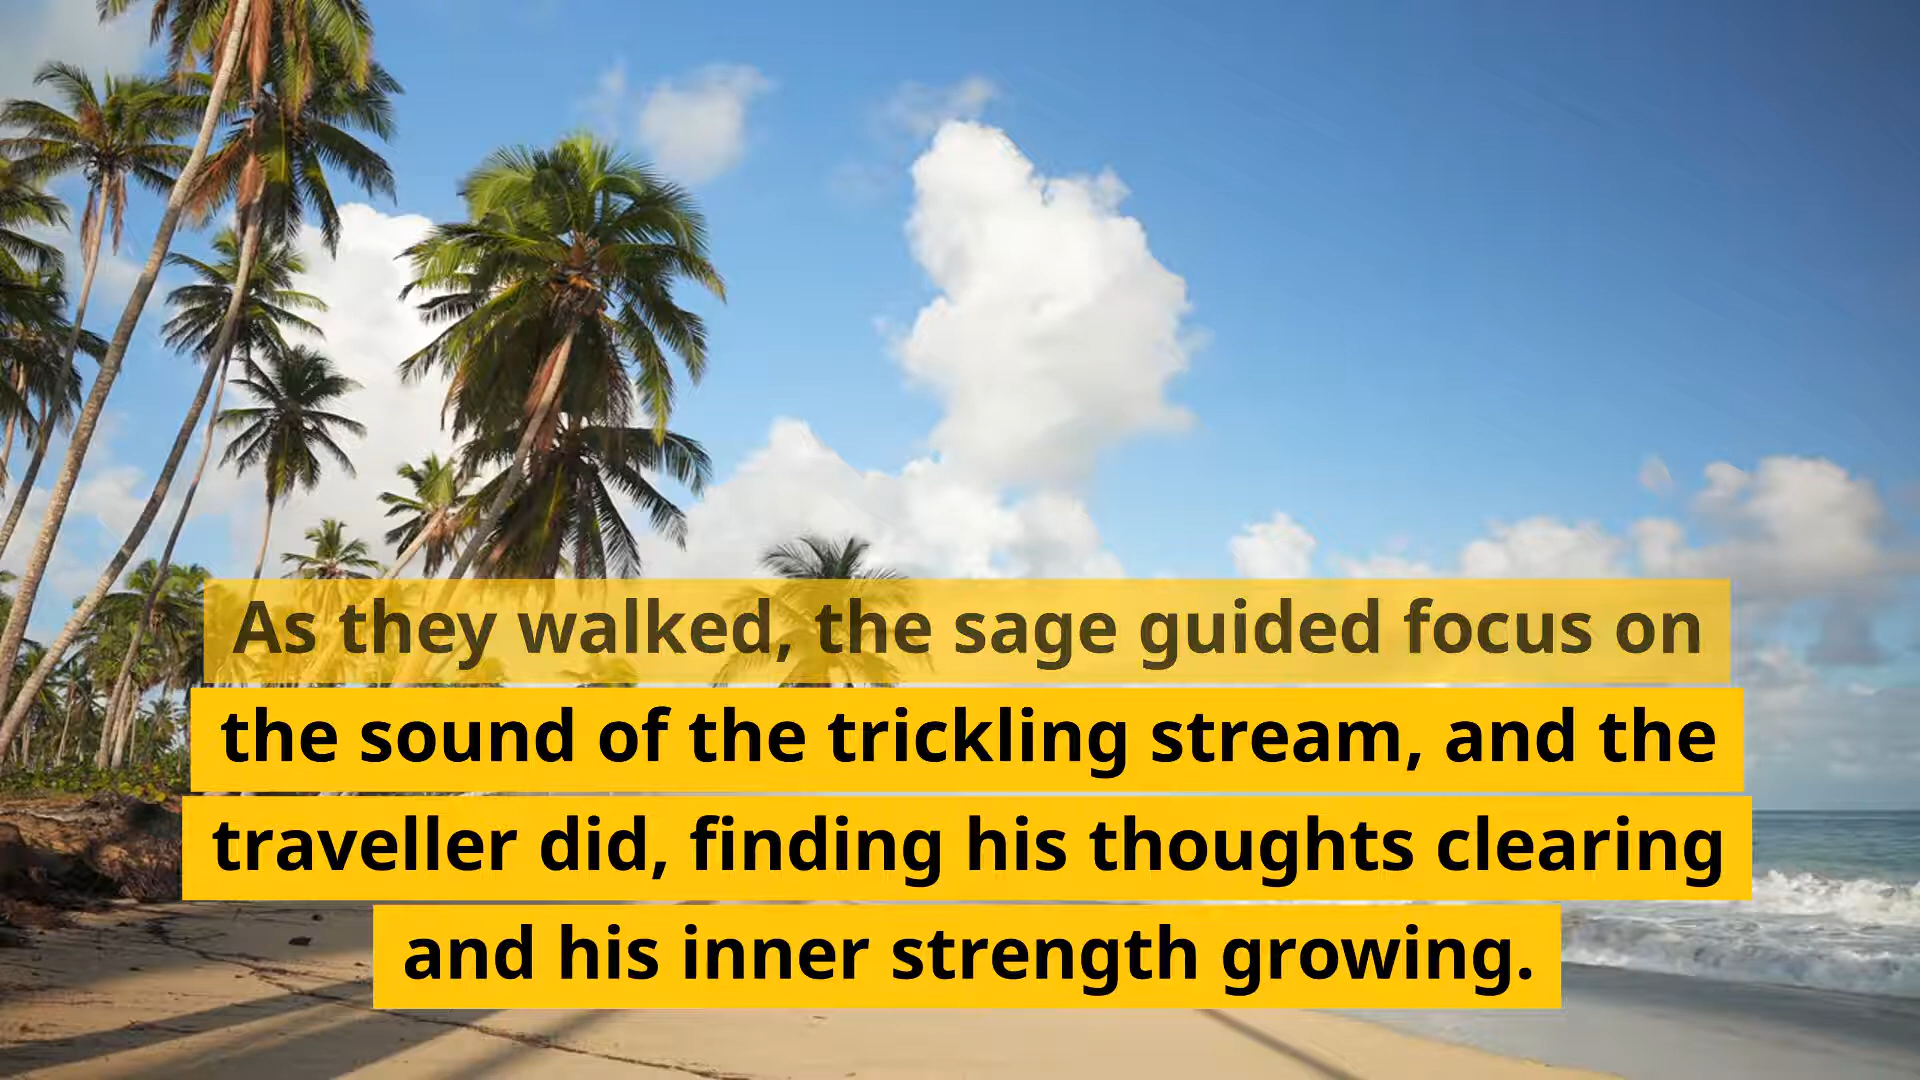 As they walked, the sage guided focus on
the sound of the trickling stream, and the
traveller did, finding his thoughts clearing
and his inner strength growing.